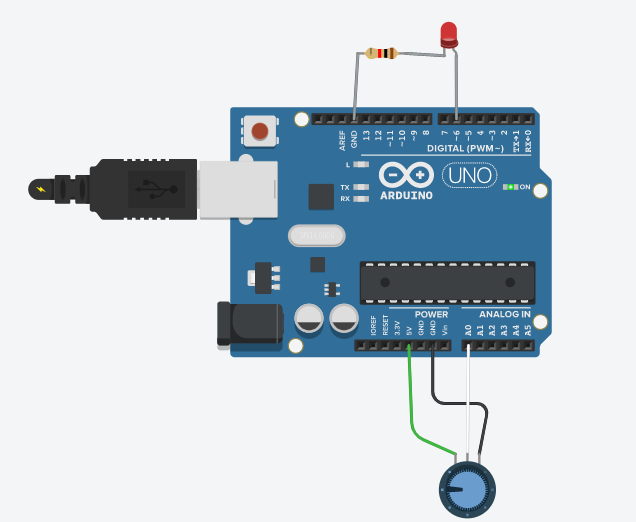 AREF
GND
13
12
~11
~10
~9
8
7
~6
~5
~4
~3
2
TX→1
RX←0
DIGITAL (PWM~)
L
TX
RX
ARDUINO
UNO
ON
POWER
ANALOG IN
IOREF
RESET
3.3V
5V
GND
GND
Vin
A0
A1
A2
A3
A4
A5